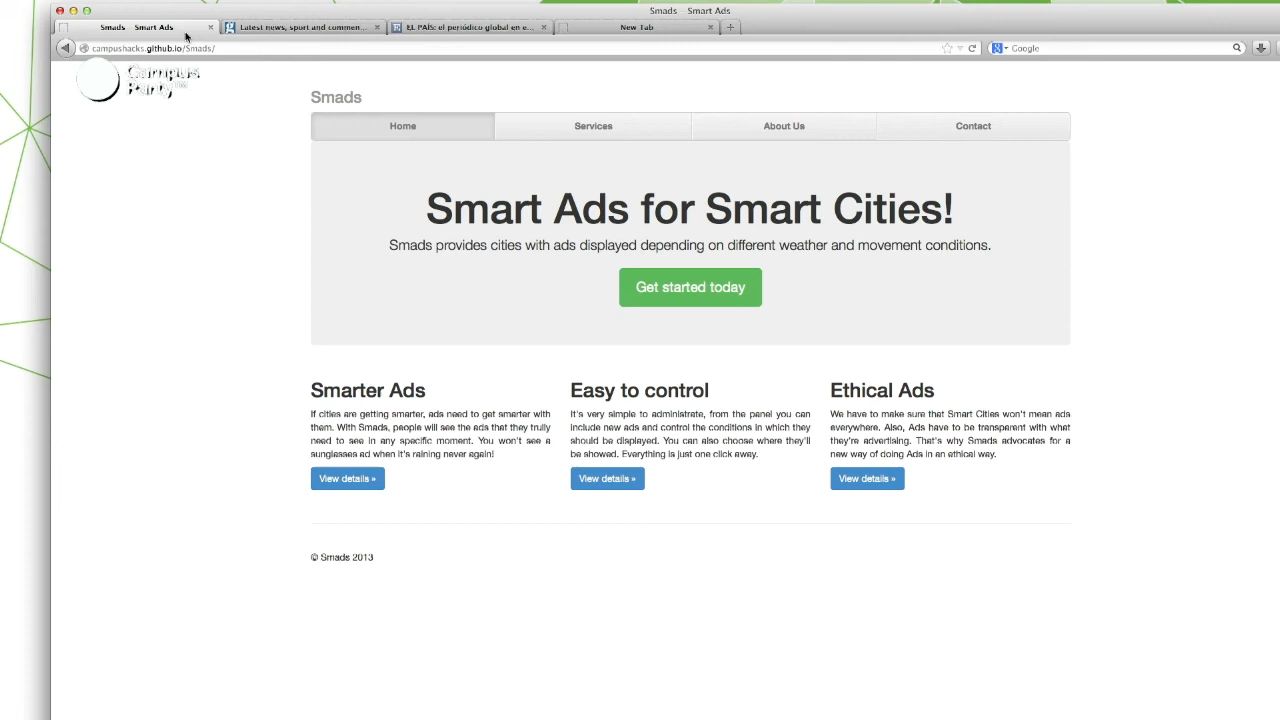 Smads – Smart Ads
Smads – Smart Ads
Latest news, sport and commen...
EL PAÍS: el periódico global en e...
New Tab
campushacks.github.io/Smads/
Google
Campus
Party™
Smads
Home
Services
About Us
Contact
Smart Ads for Smart Cities!
Smads provides cities with ads displayed depending on different weather and movement conditions.
Get started today
Smarter Ads
If cities are getting smarter, ads need to get smarter with
them. With Smads, people will see the ads that they trully
need to see in any specific moment. You won't see a
sunglasses ad when it's raining never again!
View details »
Easy to control
It's very simple to administrate, from the panel you can
include new ads and control the conditions in which they
should be displayed. You can also choose where they'll
be showed. Everything is just one click away.
View details »
Ethical Ads
We have to make sure that Smart Cities won't mean ads
everywhere. Also, Ads have to be transparent with what
they're advertising. That's why Smads advocates for a
new way of doing Ads in an ethical way.
View details »
© Smads 2013